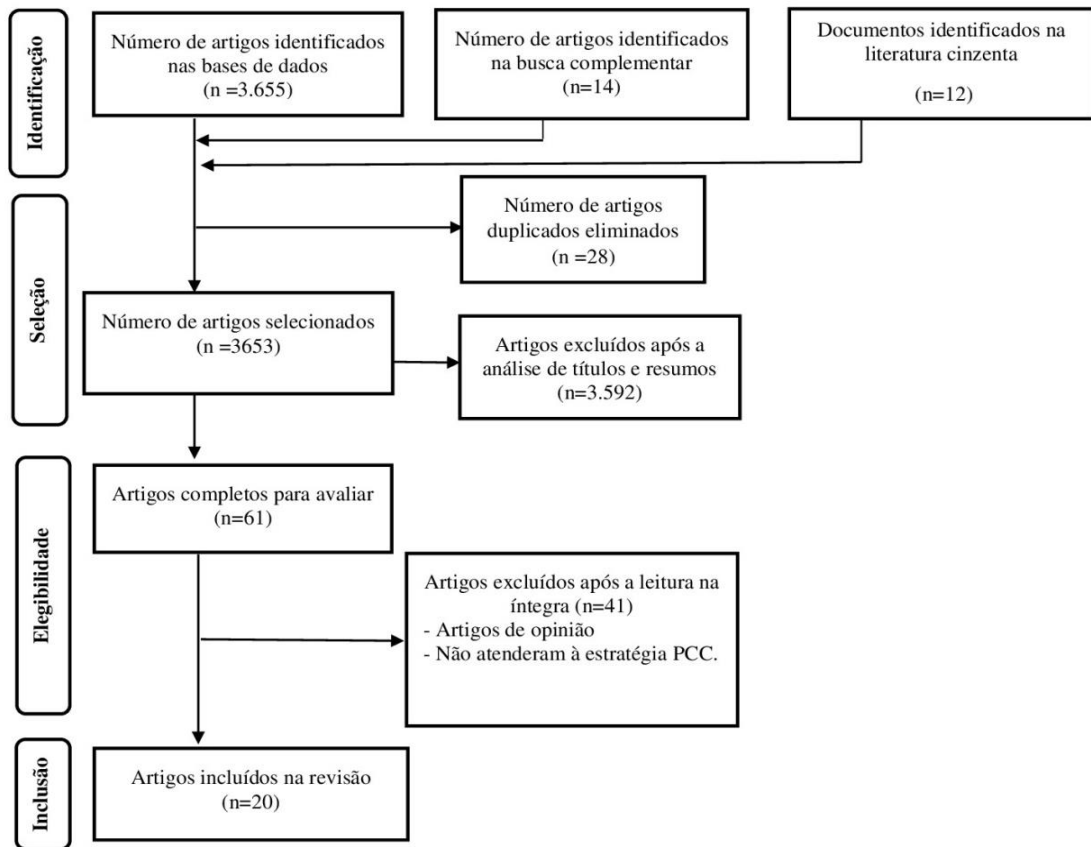 Identificação
Número de artigos identificados
nas bases de dados
(n =3.655)
Número de artigos identificados
na busca complementar
(n=14)
Documentos identificados na
literatura cinzenta
(n=12)
Seleção
Número de artigos
duplicados eliminados
(n =28)
Número de artigos selecionados
(n =3653)
Artigos excluídos após a
análise de títulos e resumos
(n=3.592)
Elegibilidade
Artigos completos para avaliar
(n=61)
Artigos excluídos após a leitura na
íntegra (n=41)
- Artigos de opinião
- Não atenderam à estratégia PCC.
Inclusão
Artigos incluídos na revisão
(n=20)